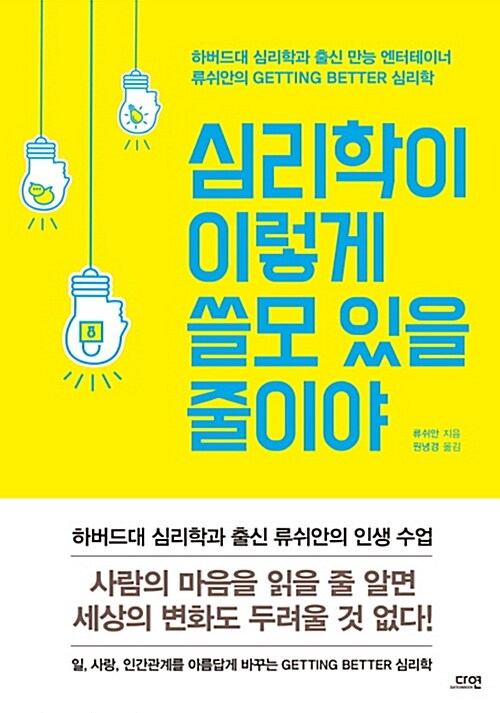 하버드대 심리학과 출신 만능 엔터테이너
류쉬안의 GETTING BETTER 심리학
심리학이
이렇게
쓸모 있을
줄이야
류쉬안 지음
원녕경 옮김
하버드대 심리학과 출신 류쉬안의 인생 수업
사람의 마음을 읽을 줄 알면
세상의 변화도 두려울 것 없다!
일, 사랑, 인간관계를 아름답게 바꾸는 GETTING BETTER 심리학
다연